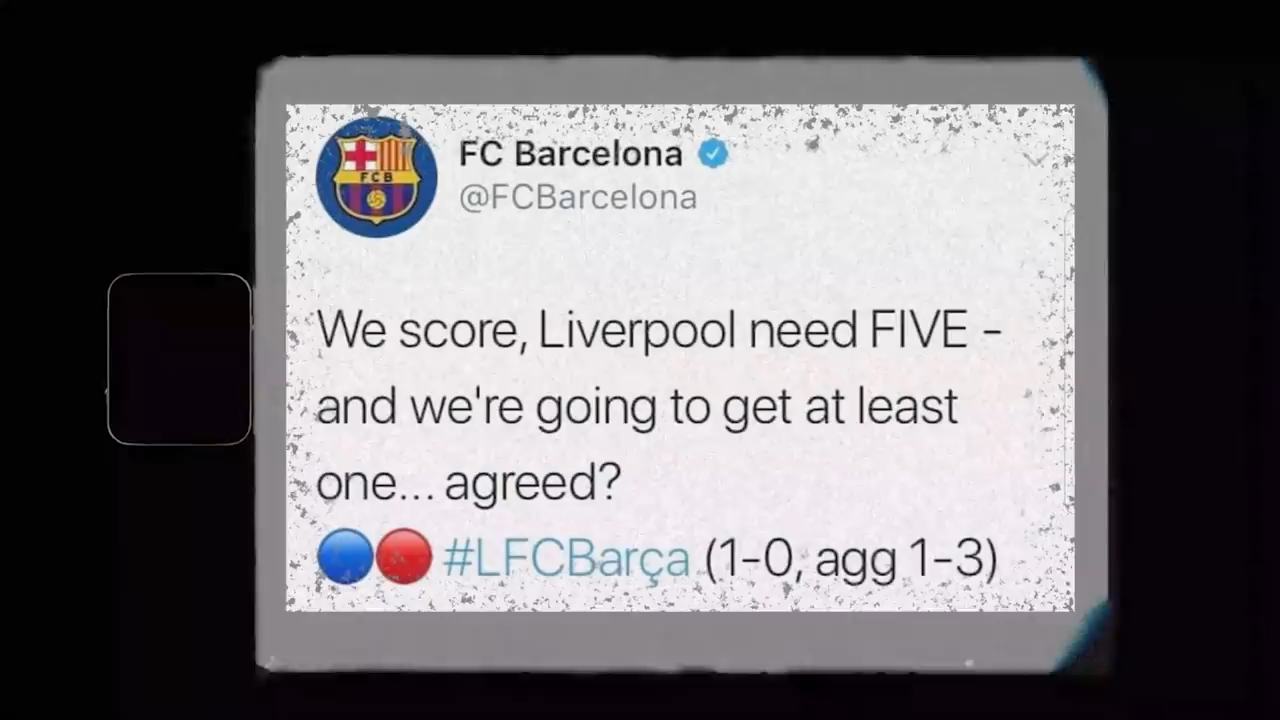 FCB
FC Barcelona
@FCBarcelona
We score, Liverpool need FIVE -
and we're going to get at least
one... agreed?
🔵🔴 #LFCBarça (1-0, agg 1-3)